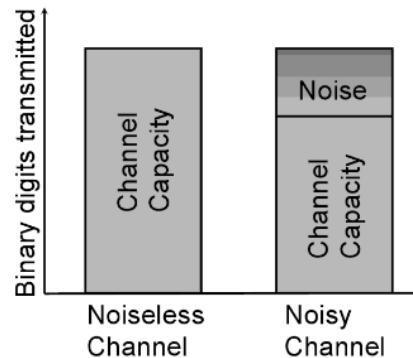 Binary digits transmitted
Channel
Capacity
Noise
Channel
Capacity
Noiseless
Channel
Noisy
Channel